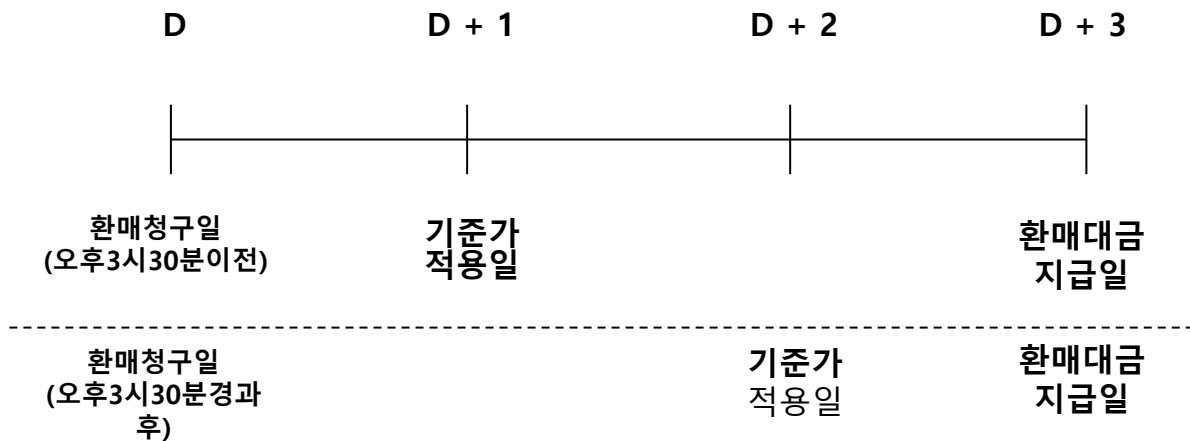 D D + 1 D + 2 D + 3
환매청구일
(오후3시30분이전)
기준가
적용일
환매대금
지급일
환매청구일
(오후3시30분경과
후)
기준가
적용일
환매대금
지급일